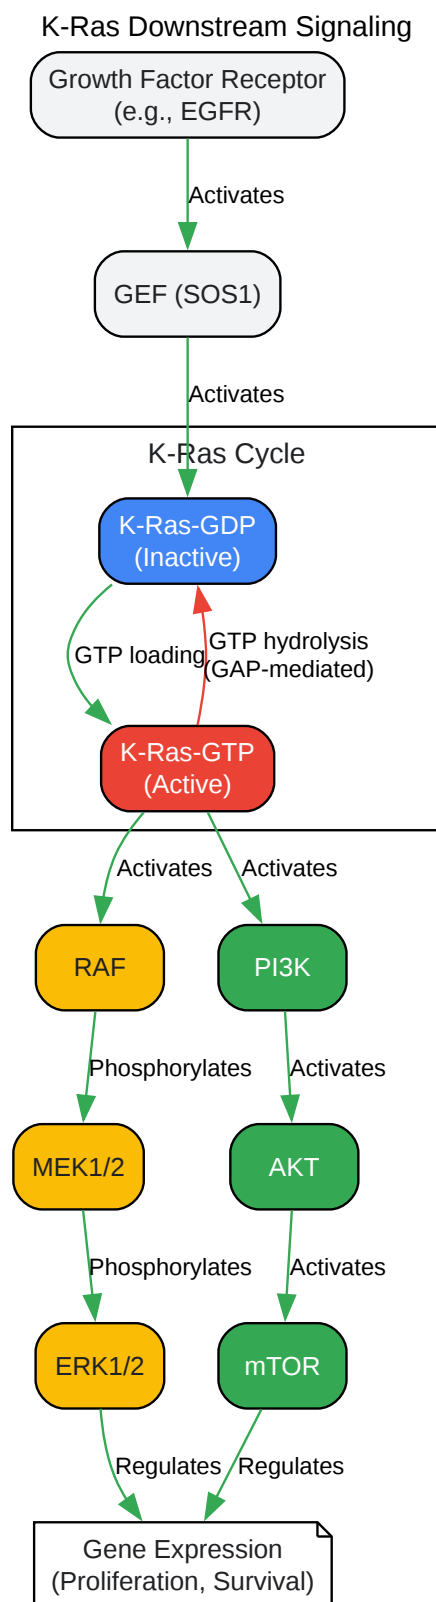 K-Ras Downstream Signaling
Growth Factor Receptor
(e.g., EGFR)
Activates
GEF (SOS1)
Activates
K-Ras Cycle
K-Ras-GDP
(Inactive)
GTP loading
GTP hydrolysis
(GAP-mediated)
K-Ras-GTP
(Active)
Activates
Activates
RAF
PI3K
Phosphorylates
Activates
MEK1/2
AKT
Phosphorylates
Activates
ERK1/2
mTOR
Regulates
Regulates
Gene Expression
(Proliferation, Survival)